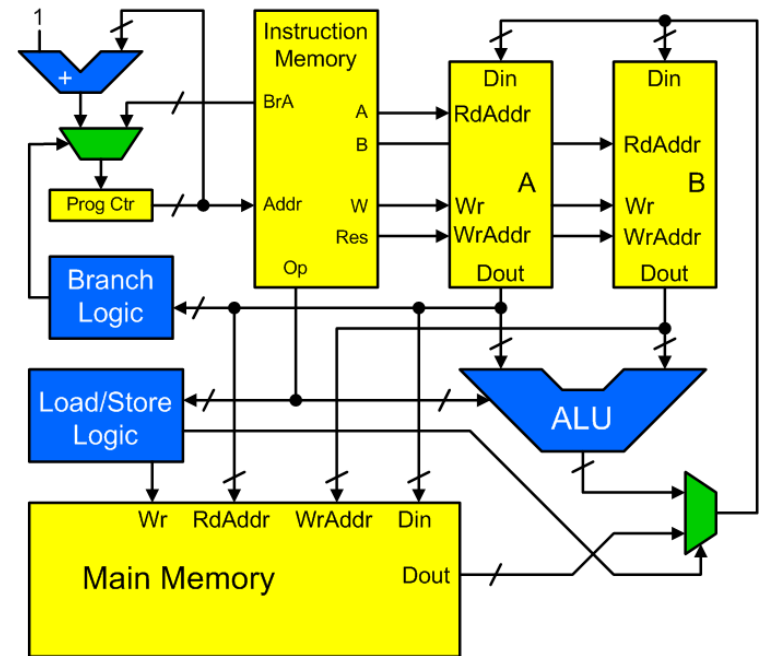 1
+
Prog Ctr
Instruction
Memory
BrA
A
B
Addr
W
Res
Op
Din
RdAddr
A
Wr
WrAddr
Dout
Din
RdAddr
B
Wr
WrAddr
Dout
Branch
Logic
Load/Store
Logic
ALU
Wr
RdAddr
WrAddr
Din
Main Memory
Dout